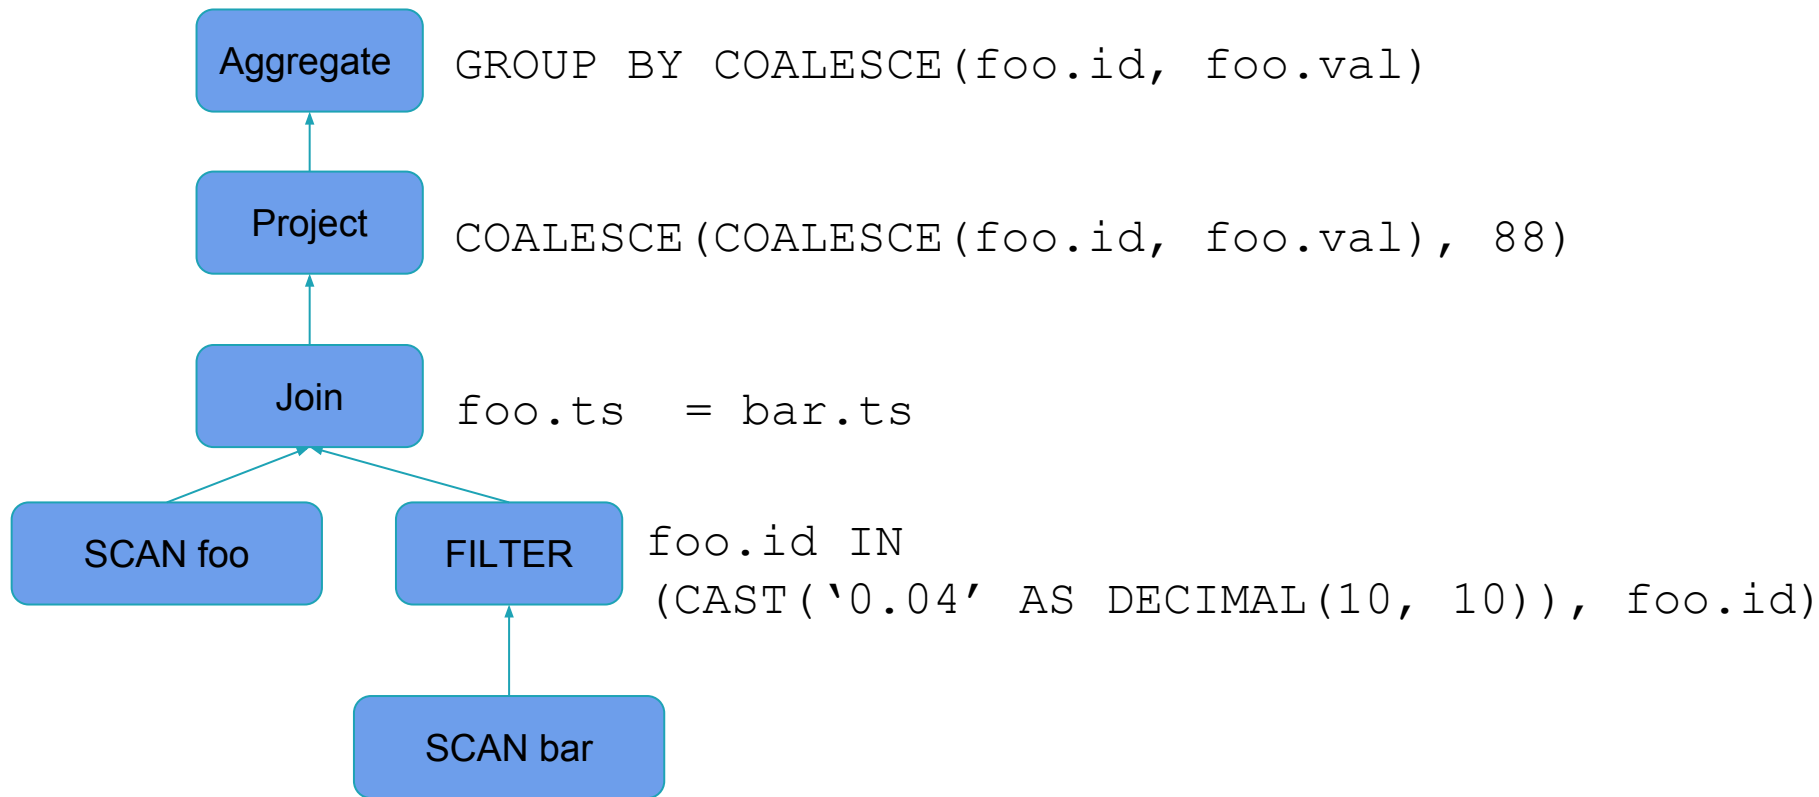 Aggregate
GROUP BY COALESCE(foo.id, foo.val)
Project
COALESCE(COALESCE(foo.id, foo.val), 88)
Join
foo.ts  = bar.ts
SCAN foo
FILTER
foo.id IN
(CAST(‘0.04’ AS DECIMAL(10, 10)), foo.id)
SCAN bar